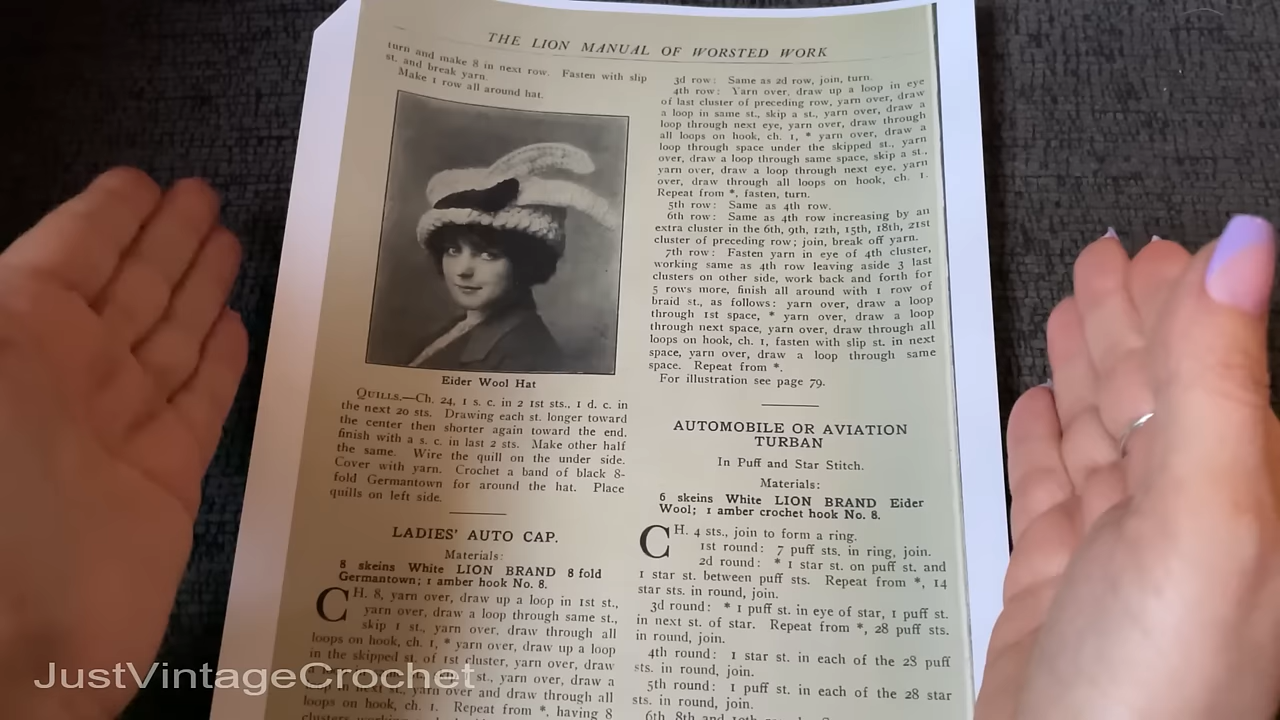 THE LION MANUAL OF WORSTED WORK
turn and make 8 in next row. Fasten with slip
st. and break yarn.
Make 1 row all around hat.
Eider Wool Hat
QUILLS.—Ch. 24, 1 s. c. in 2 1st sts., 1 d. c. in
the next 20 sts. Drawing each st. longer toward
the center then shorter again toward the end.
finish with a s. c. in last 2 sts. Make other half
the same. Wire the quill on the under side.
Cover with yarn. Crochet a band of black 8-
fold Germantown for around the hat. Place
quills on left side.
LADIES' AUTO CAP.
Materials:
8 skeins White LION BRAND 8 fold
Germantown; 1 amber hook No. 8.
CH. 8, yarn over, draw up a loop in 1st st.,
yarn over, draw a loop through same st.,
skip 1 st., yarn over, draw through all
loops on hook, ch. 1, * yarn over, draw up a loop
in the skipped st. of 1st cluster, yarn over, draw
a loop in next st., yarn over and draw through all
loops on hook, ch. 1. Repeat from *, having 8
3d row: Same as 2d row, join, turn.
4th row: Yarn over, draw up a loop in eye
of last cluster of preceding row, yarn over, draw
a loop in same st., skip a st., yarn over, draw a
loop through next eye, yarn over, draw through
all loops on hook, ch. 1, * yarn over, draw a
loop through space under the skipped st., yarn
over, draw a loop through same space, skip a st.,
yarn over, draw a loop through next eye, yarn
over, draw through all loops on hook, ch. 1.
Repeat from *, fasten, turn.
5th row: Same as 4th row.
6th row: Same as 4th row increasing by an
extra cluster in the 6th, 9th, 12th, 15th, 18th, 21st
cluster of preceding row; join, break off yarn.
7th row: Fasten yarn in eye of 4th cluster,
working same as 4th row leaving aside 3 last
clusters on other side, work back and forth for
5 rows more, finish all around with 1 row of
braid st., as follows: yarn over, draw a loop
through 1st space, * yarn over, draw a loop
through next space, yarn over, draw through all
loops on hook, ch. 1, fasten with slip st. in next
space, yarn over, draw a loop through same
space. Repeat from *.
For illustration see page 79.
AUTOMOBILE OR AVIATION
TURBAN
In Puff and Star Stitch.
Materials:
6 skeins White LION BRAND Eider
Wool; 1 amber crochet hook No. 8.
CH. 4 sts., join to form a ring.
1st round: 7 puff sts. in ring, join.
2d round: * 1 star st. on puff st. and
1 star st. between puff sts. Repeat from *, 14
star sts. in round, join.
3d round: * 1 puff st. in eye of star, 1 puff st.
in next st. of star. Repeat from *, 28 puff sts.
in round, join.
4th round: 1 star st. in each of the 28 puff
sts. in round, join.
5th round: 1 puff st. in each of the 28 star
sts. in round, join.
6th, 8th and 10th
JustVintageCrochet